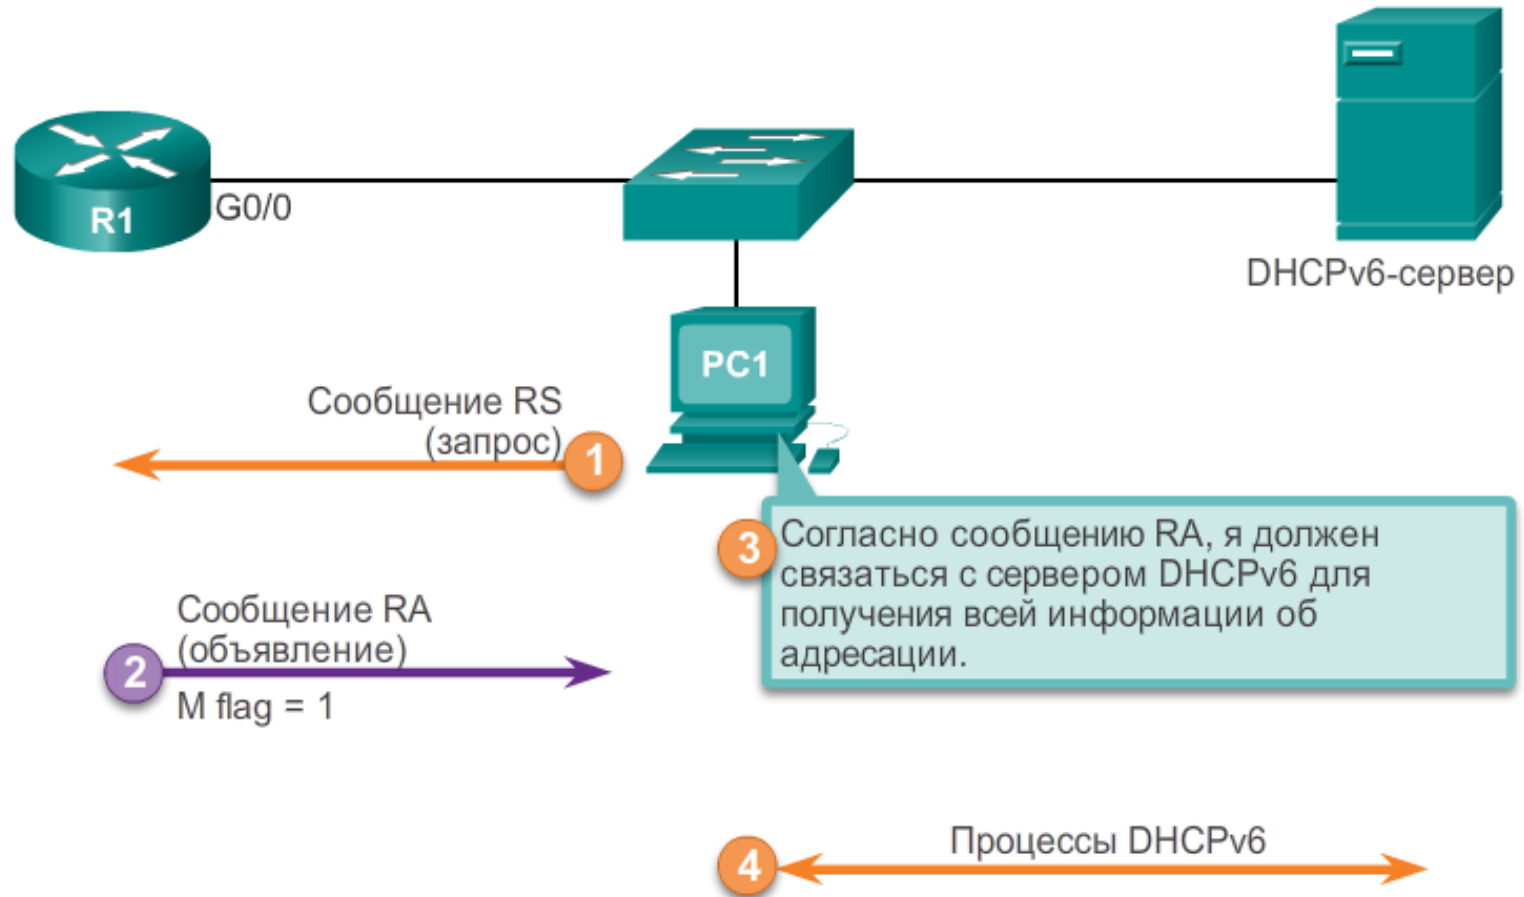 R1
G0/0
DHCPv6-сервер
PC1
Сообщение RS
(запрос)
1
3
Согласно сообщению RA, я должен
связаться с сервером DHCPv6 для
получения всей информации об
адресации.
Сообщение RA
(объявление)
2
M flag = 1
Процессы DHCPv6
4